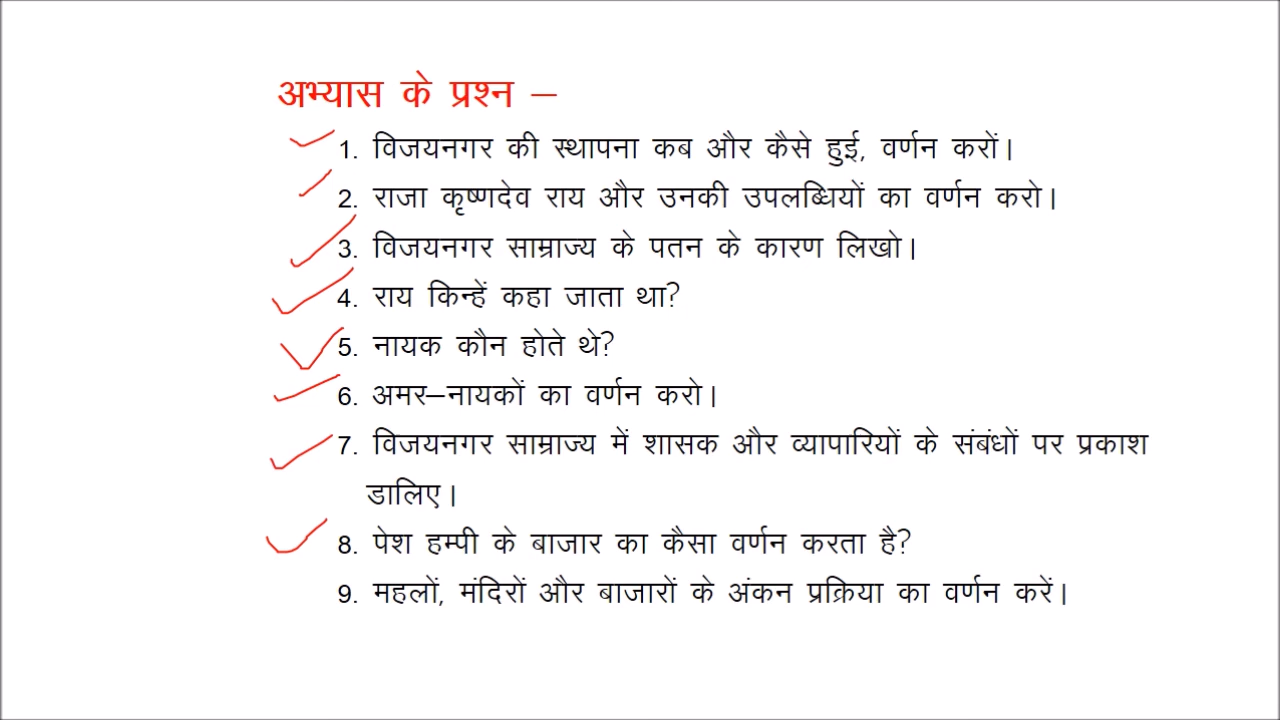 अभ्यास के प्रश्न –
1. विजयनगर की स्थापना कब और कैसे हुई, वर्णन करों।
2. राजा कृष्णदेव राय और उनकी उपलब्धियों का वर्णन करो।
3. विजयनगर साम्राज्य के पतन के कारण लिखो।
4. राय किन्हें कहा जाता था?
5. नायक कौन होते थे?
6. अमर–नायकों का वर्णन करो।
7. विजयनगर साम्राज्य में शासक और व्यापारियों के संबंधों पर प्रकाश
डालिए।
8. पेश हम्पी के बाजार का कैसा वर्णन करता है?
9. महलों, मंदिरों और बाजारों के अंकन प्रक्रिया का वर्णन करें।